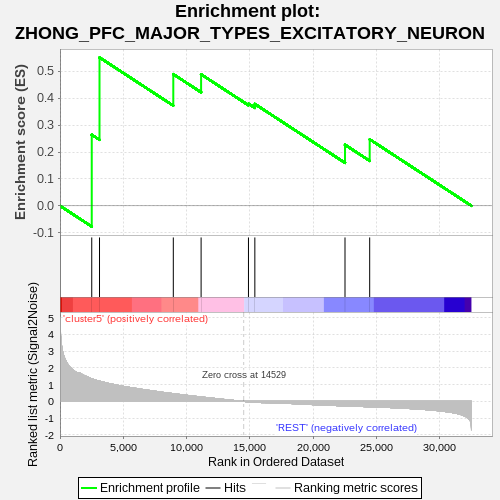 Enrichment plot:
ZHONG_PFC_MAJOR_TYPES_EXCITATORY_NEURON
Enrichment score (ES)
0.5
0.4
0.3
0.2
0.1
0.0
-0.1
Ranked list metric (Signal2Noise)
5
4
3
2
1
0
-1
-2
'cluster5' (positively correlated)
Zero cross at 14529
'REST' (negatively correlated)
0 5,000 10,000 15,000 20,000 25,000 30,000
Rank in Ordered Dataset
Enrichment profile Hits Ranking metric scores